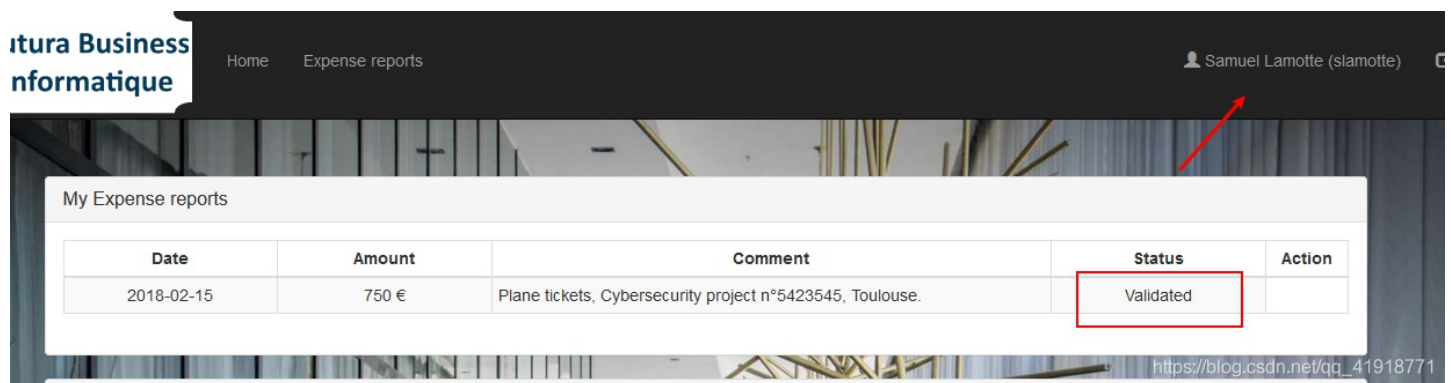 utura Business
nformatique
Home Expense reports
Samuel Lamotte (slamotte)
My Expense reports
Date Amount Comment Status Action
2018-02-15 750 € Plane tickets, Cybersecurity project n°5423545, Toulouse. Validated
https://blog.csdn.net/qq_41918771